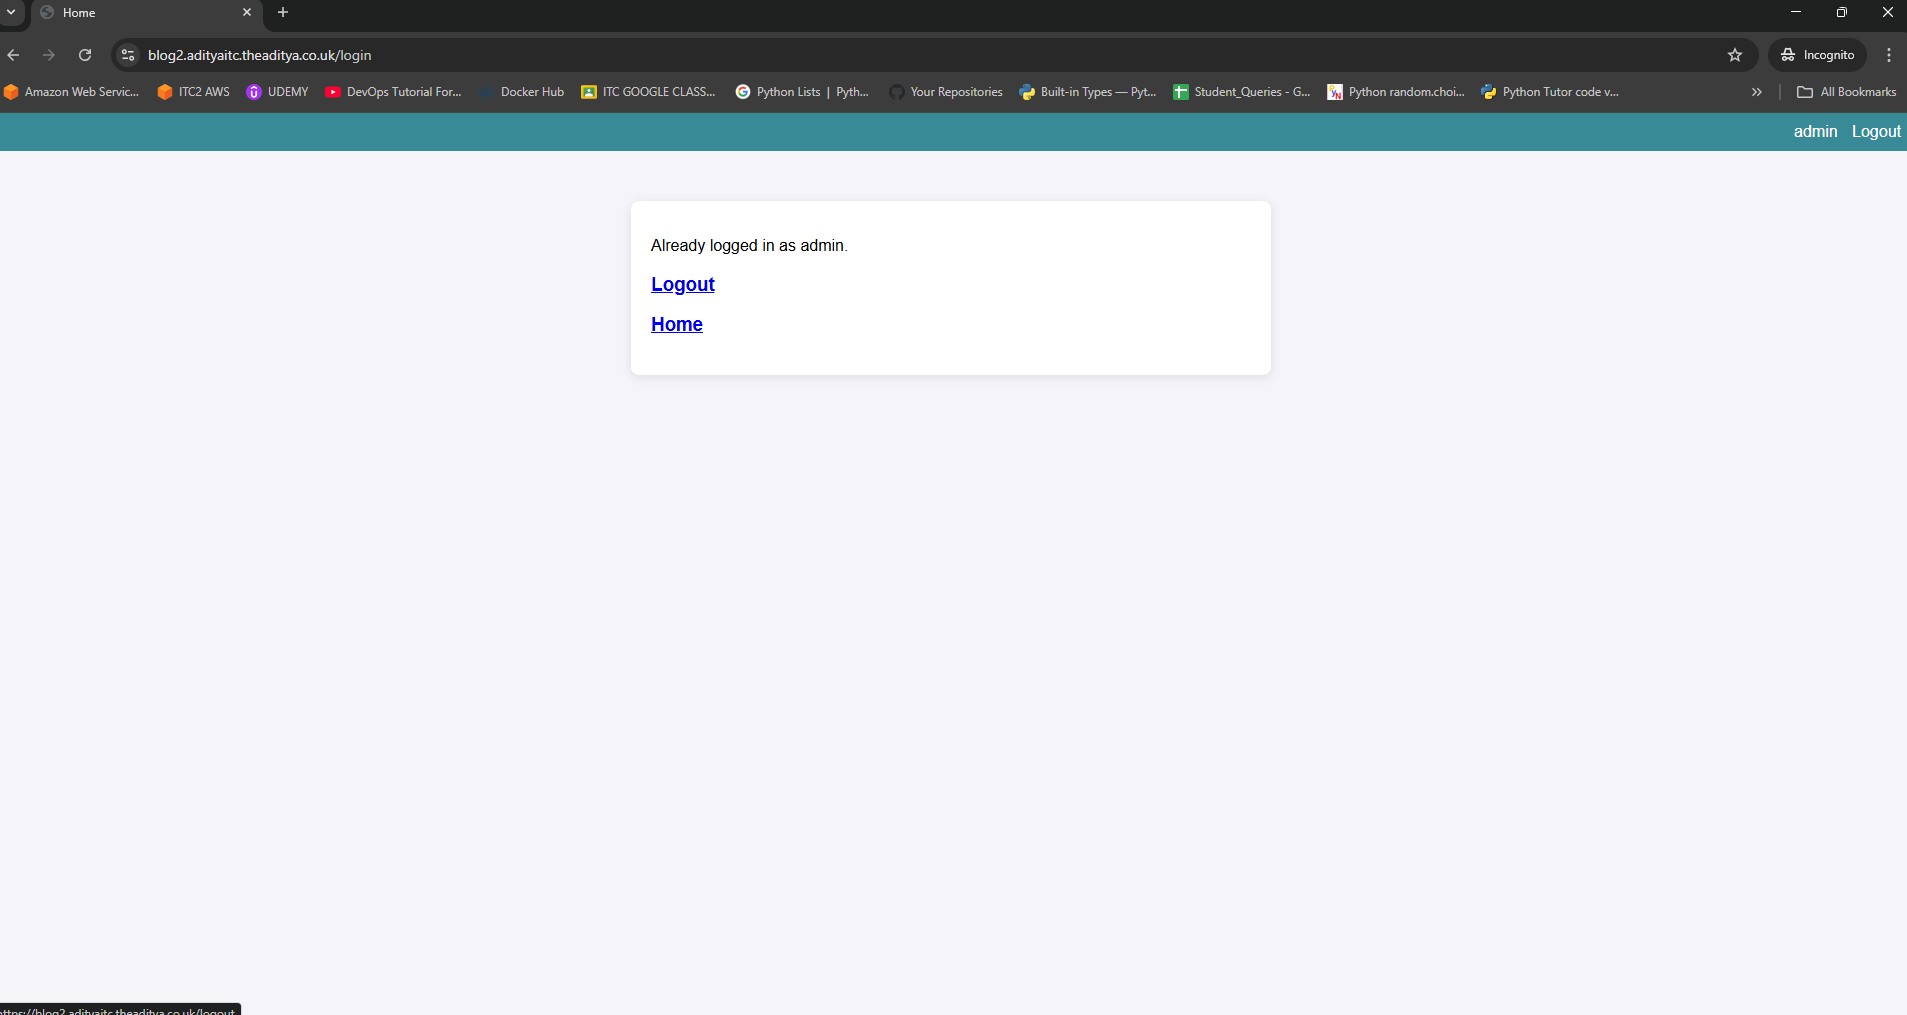 Home
blog2.adityaitc.theaditya.co.uk/login
Incognito
Amazon Web Servic... ITC2 AWS UDEMY DevOps Tutorial For... Docker Hub ITC GOOGLE CLASS... Python Lists | Pyth... Your Repositories Built-in Types — Pyt... Student_Queries - G... Python random.choi... Python Tutor code v... All Bookmarks
admin Logout
Already logged in as admin.
Logout
Home
https://blog2.adityaitc.theaditya.co.uk/logout